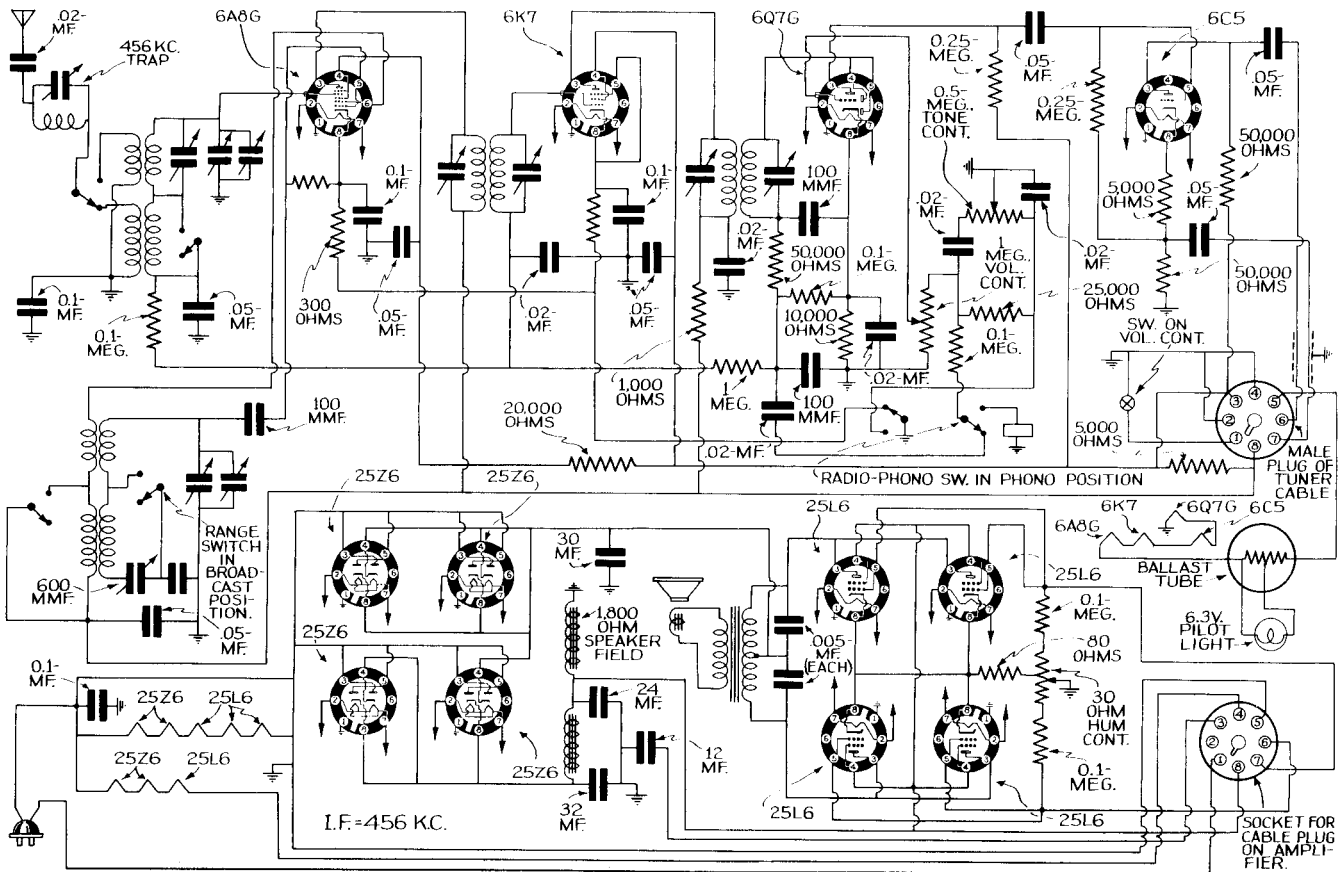 .02-
MF.
456 KC.
TRAP
6A8G
6K7
6Q7G
0.25-
MEG.
0.5-
MEG.,
TONE
CONT.
.05-
MF.
0.25-
MEG.
6C5
.05-
MF.
50,000
OHMS
0.1-
MF.
0.1-
MF.
100
MMF.
.02-
MF.
5,000
OHMS
.05-
MF.
0.1-
MF.
0.1-
MEG.
.05-
MF.
300
OHMS
.05-
MF.
.02-
MF.
.05-
MF.
.02-
MF.
50,000
OHMS
0.1-
MEG.
10,000
OHMS
1
MEG.,
VOL.
CONT.
25,000
OHMS
0.1-
MEG.
.02-
MF.
50,000
OHMS
SW. ON
VOL. CONT.
1,000
OHMS
1
MEG.
100
MMF.
.02-MF.
.02-MF.
20,000
OHMS
100
MMF.
5,000
OHMS
MALE
PLUG OF
TUNER
CABLE
RADIO-PHONO SW. IN PHONO POSITION
RANGE
SWITCH
IN
BROAD-
CAST
POSITION.
600
MMF.
.05-
MF.
25Z6
25Z6
30
MF.
1,800
OHM
SPEAKER
FIELD
25L6
25L6
6A8G
6K7
6Q7G
6C5
BALLAST
TUBE
6.3V.
PILOT
LIGHT
.005-
MF.
(EACH)
0.1-
MEG.
80
OHMS
30
OHM
HUM
CONT.
0.1-
MEG.
0.1-
MF.
25Z6
25L6
25Z6
25L6
25Z6
25Z6
24
MF.
12
MF.
32
MF.
25L6
25L6
I.F.=456 K.C.
SOCKET FOR
CABLE PLUG
ON AMPLI-
FIER.